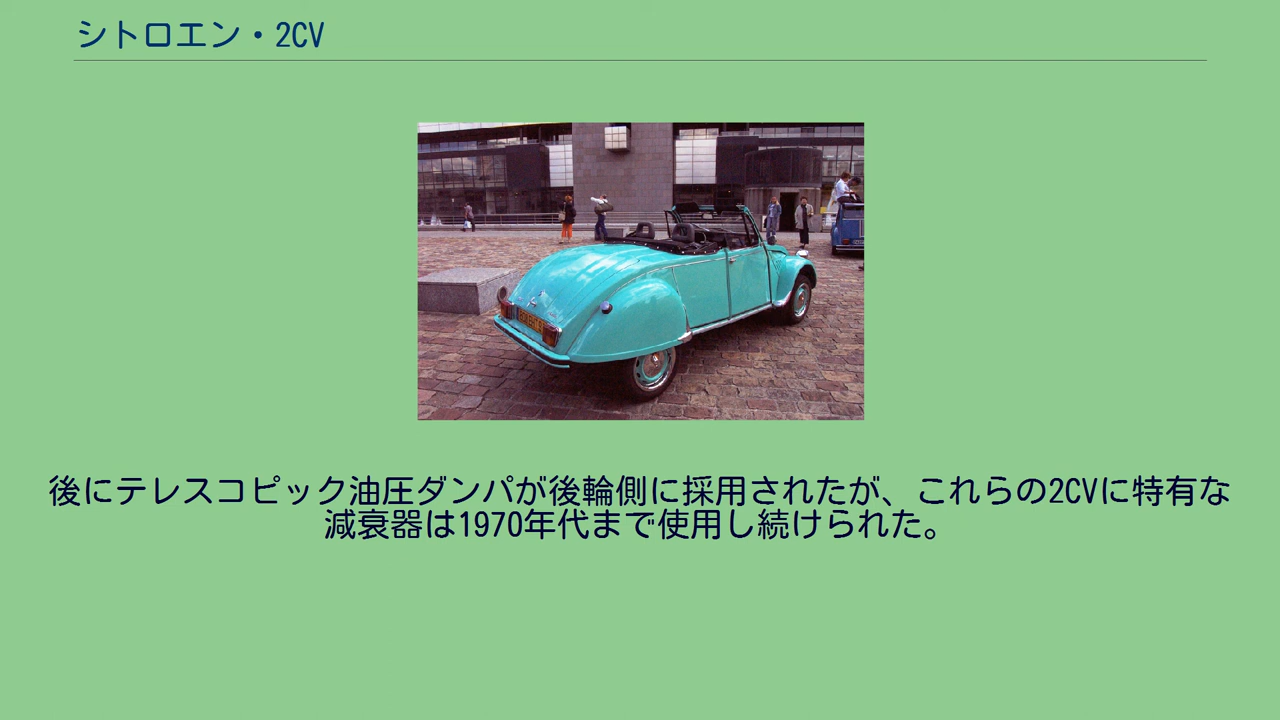 シトロエン・2CV
後にテレスコピック油圧ダンパが後輪側に採用されたが、これらの2CVに特有な
減衰器は1970年代まで使用し続けられた。